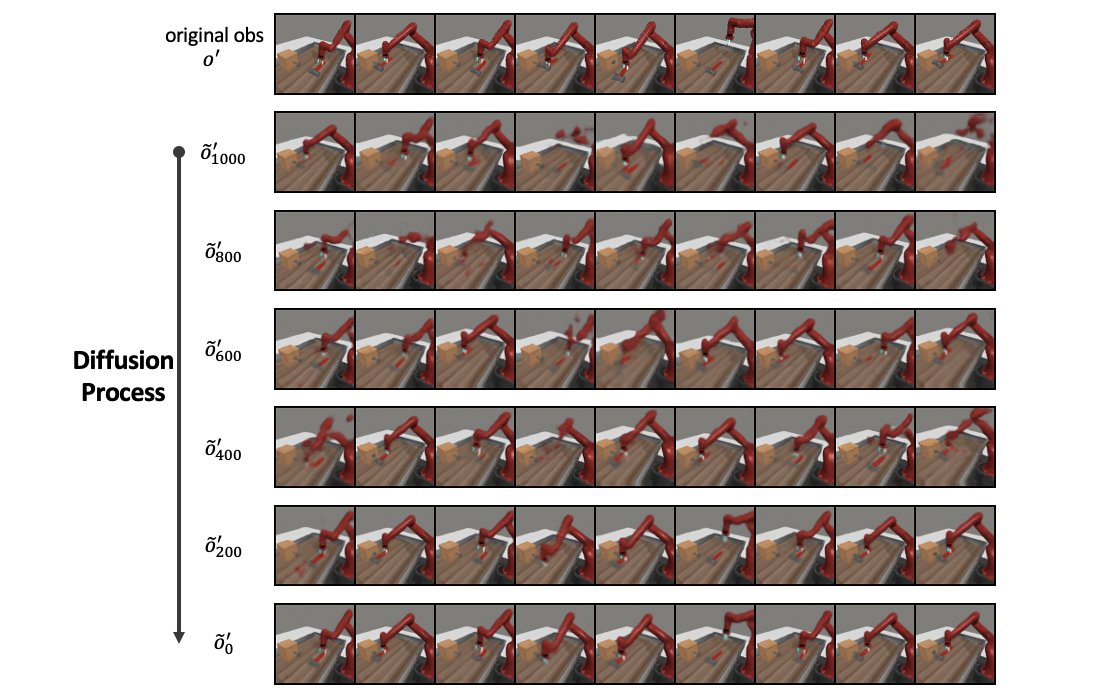 original obs
o′
õ′₁₀₀₀
õ′₈₀₀
õ′₆₀₀
Diffusion
Process
õ′₄₀₀
õ′₂₀₀
õ′₀